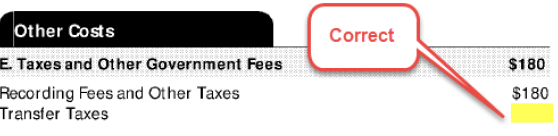 Other Costs
Correct
E. Taxes and Other Government Fees $180
Recording Fees and Other Taxes $180
Transfer Taxes